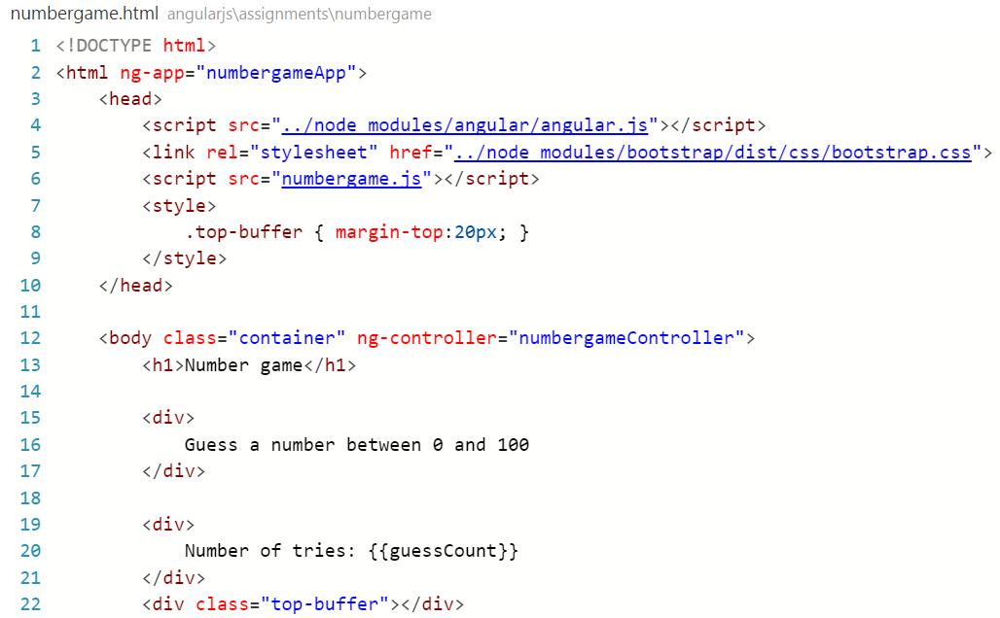 numbergame.html angularjs\assignments\numbergame
1 <!DOCTYPE html>
2 <html ng-app="numbergameApp">
3     <head>
4         <script src="../node_modules/angular/angular.js"></script>
5         <link rel="stylesheet" href="../node_modules/bootstrap/dist/css/bootstrap.css">
6         <script src="numbergame.js"></script>
7         <style>
8             .top-buffer { margin-top:20px; }
9         </style>
10     </head>
11
12     <body class="container" ng-controller="numbergameController">
13         <h1>Number game</h1>
14
15         <div>
16             Guess a number between 0 and 100
17         </div>
18
19         <div>
20             Number of tries: {{guessCount}}
21         </div>
22         <div class="top-buffer"></div>